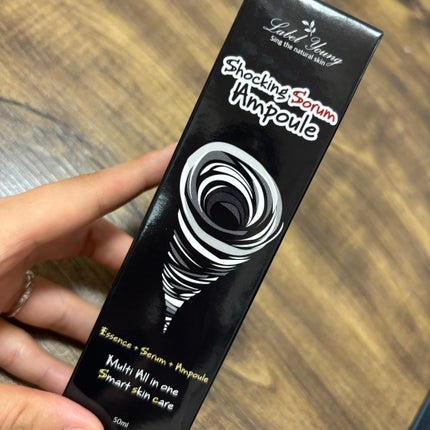 Label Young
Sing the natural skin
Shocking Sorum
Ampoule
Essence + Serum + Ampoule
Multi All in one
Smart skin care
50ml